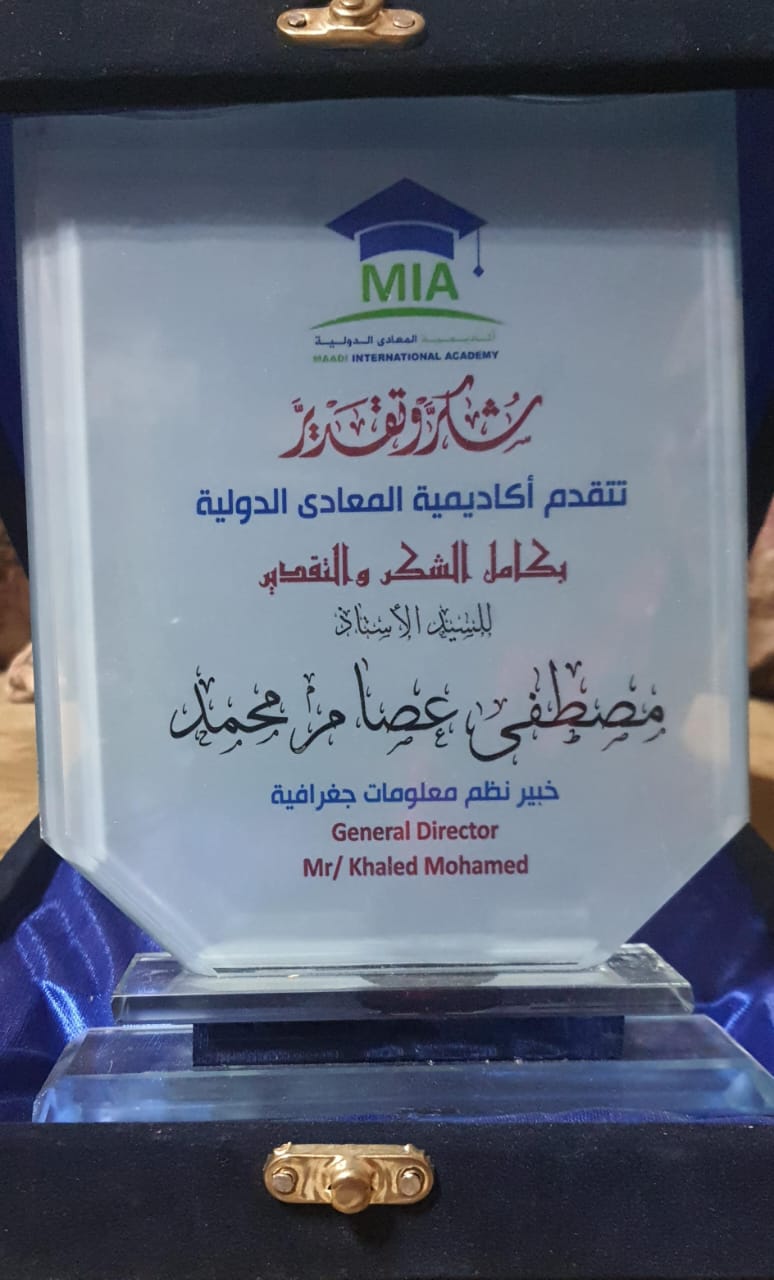 MIA
أكاديمية المعادى الدولية
MAADI INTERNATIONAL ACADEMY
شكر وتقدير
تتقدم أكاديمية المعادى الدولية
بكامل الشكر والتقدير
للسيد الأستاذ
مصطفى عصام محمد
خبير نظم معلومات جغرافية
General Director
Mr/ Khaled Mohamed